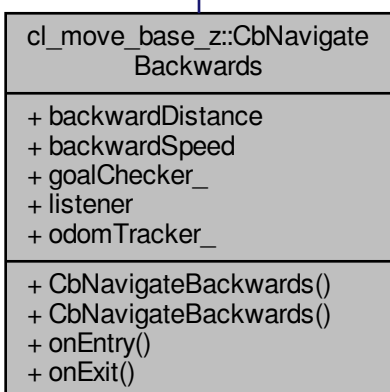 cl_move_base_z::CbNavigate
Backwards
+ backwardDistance
+ backwardSpeed
+ goalChecker_
+ listener
+ odomTracker_
+ CbNavigateBackwards()
+ CbNavigateBackwards()
+ onEntry()
+ onExit()